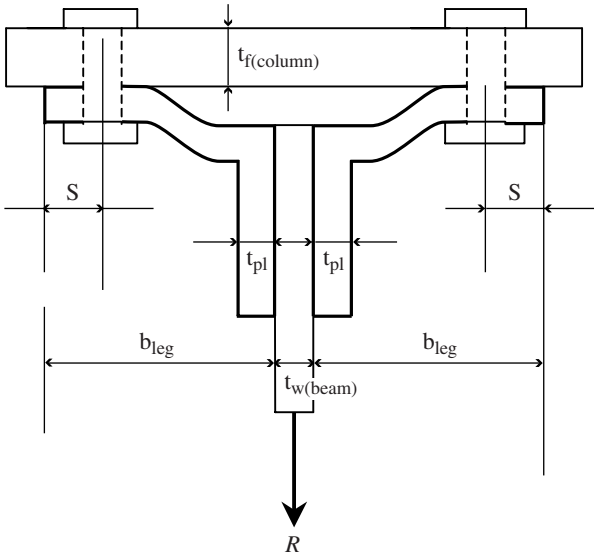 t_f(column)
S
S
t_pl
t_pl
b_leg
b_leg
t_w(beam)
R